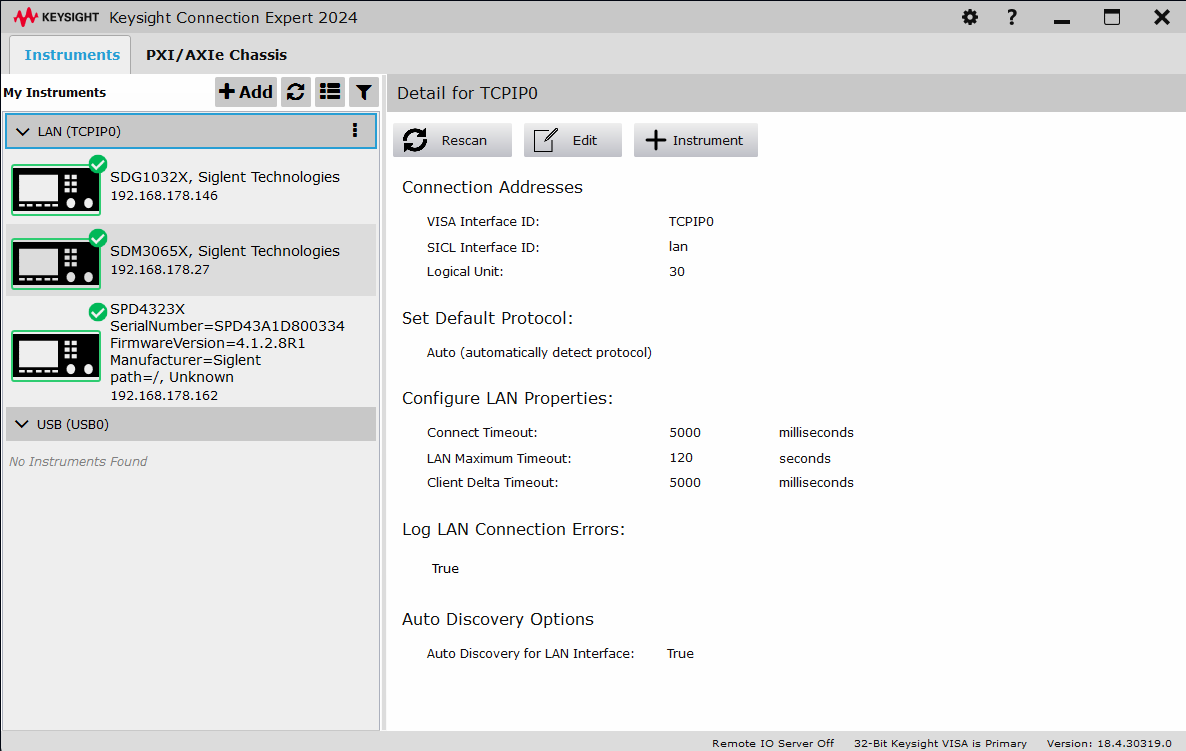 KEYSIGHT Keysight Connection Expert 2024
?
Instruments PXI/AXIe Chassis
My Instruments
Add
LAN (TCPIP0)
SDG1032X, Siglent Technologies
192.168.178.146
SDM3065X, Siglent Technologies
192.168.178.27
SPD4323X
SerialNumber=SPD43A1D800334
FirmwareVersion=4.1.2.8R1
Manufacturer=Siglent
path=/, Unknown
192.168.178.162
USB (USB0)
No Instruments Found
Detail for TCPIP0
Rescan Edit Instrument
Connection Addresses
VISA Interface ID: TCPIP0
SICL Interface ID: lan
Logical Unit: 30
Set Default Protocol:
Auto (automatically detect protocol)
Configure LAN Properties:
Connect Timeout: 5000 milliseconds
LAN Maximum Timeout: 120 seconds
Client Delta Timeout: 5000 milliseconds
Log LAN Connection Errors:
True
Auto Discovery Options
Auto Discovery for LAN Interface: True
Remote IO Server Off 32-Bit Keysight VISA is Primary Version: 18.4.30319.0